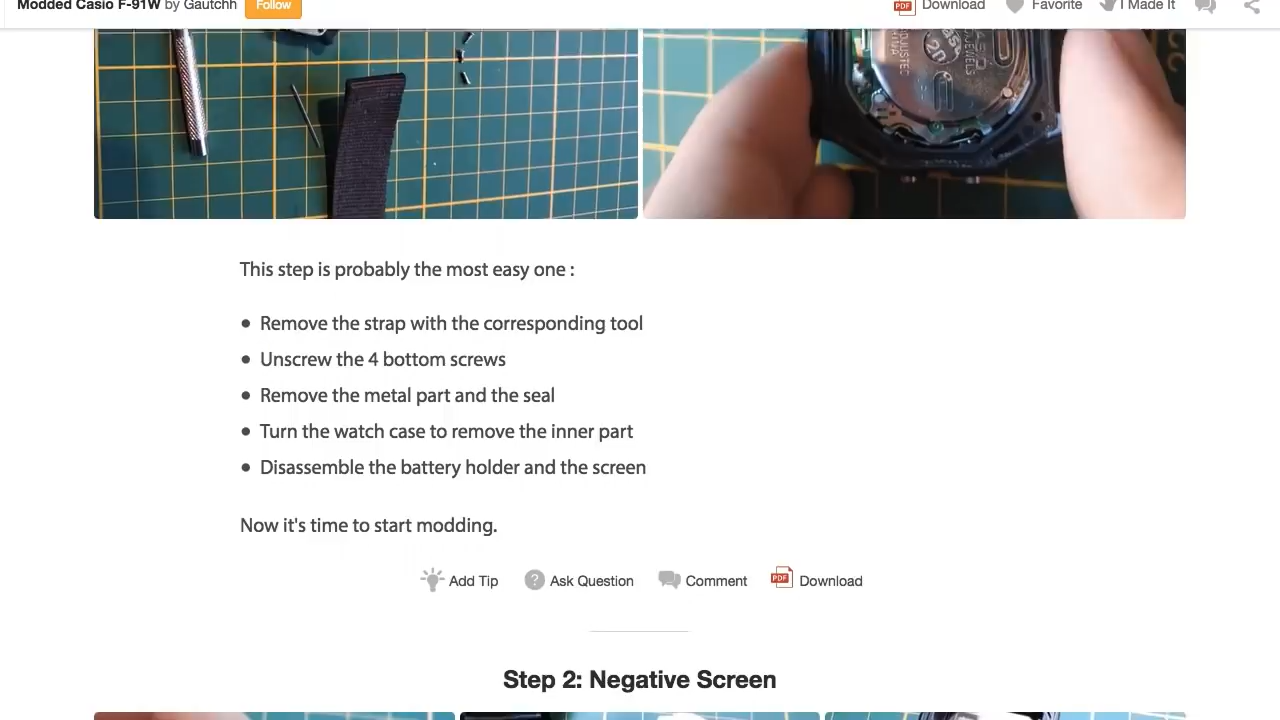 Modded Casio F-91W by Gautchh
Follow
Download
Favorite
I Made It
This step is probably the most easy one :
• Remove the strap with the corresponding tool
• Unscrew the 4 bottom screws
• Remove the metal part and the seal
• Turn the watch case to remove the inner part
• Disassemble the battery holder and the screen
Now it's time to start modding.
Add Tip
? Ask Question
Comment
PDF Download
Step 2: Negative Screen